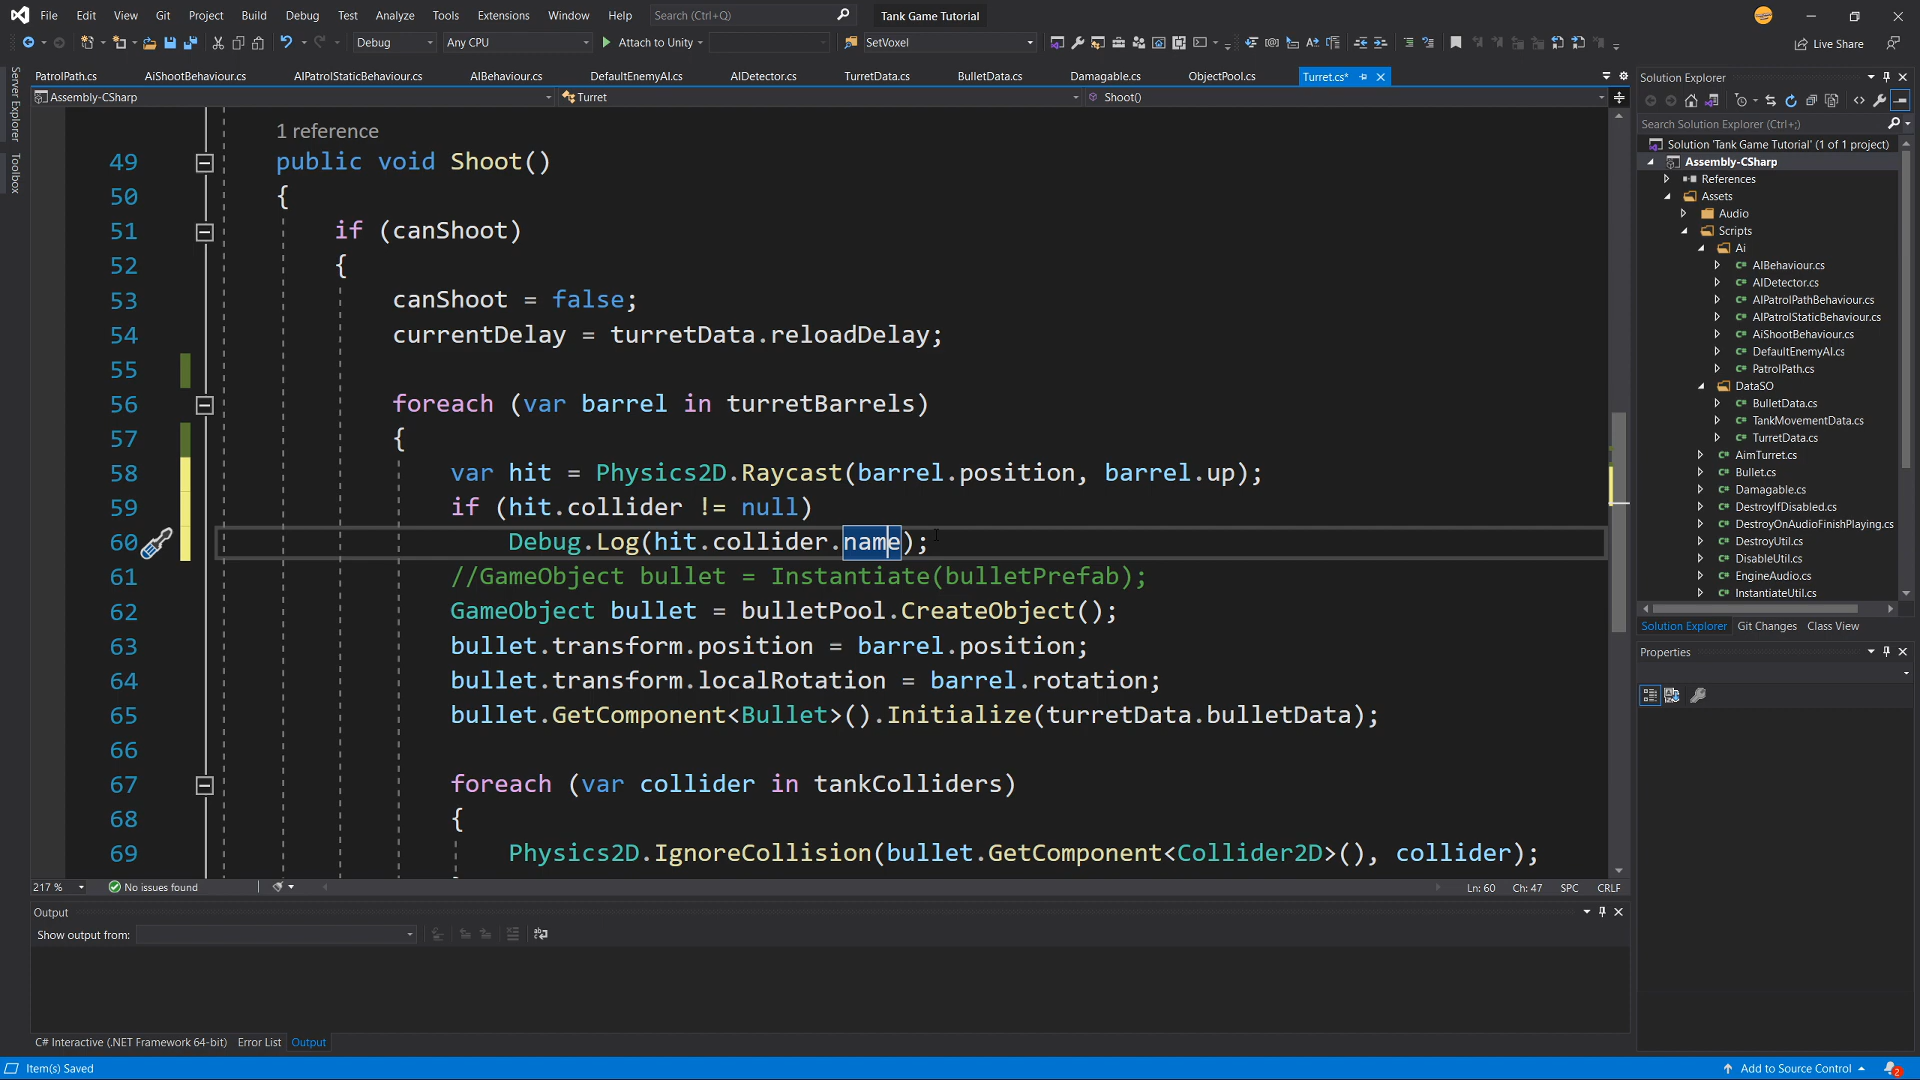 File Edit View Git Project Build Debug Test Analyze Tools Extensions Window Help Search (Ctrl+Q) Tank Game Tutorial
Debug Any CPU Attach to Unity SetVoxel Live Share
Server Explorer
Toolbox
PatrolPath.cs AiShootBehaviour.cs AIPatrolStaticBehaviour.cs AIBehaviour.cs DefaultEnemyAI.cs AIDetector.cs TurretData.cs BulletData.cs Damagable.cs ObjectPool.cs Turret.cs*
Assembly-CSharp Turret Shoot()
1 reference
49 public void Shoot()
50 {
51 if (canShoot)
52 {
53 canShoot = false;
54 currentDelay = turretData.reloadDelay;
55
56 foreach (var barrel in turretBarrels)
57 {
58 var hit = Physics2D.Raycast(barrel.position, barrel.up);
59 if (hit.collider != null)
60 Debug.Log(hit.collider.name);
61 //GameObject bullet = Instantiate(bulletPrefab);
62 GameObject bullet = bulletPool.CreateObject();
63 bullet.transform.position = barrel.position;
64 bullet.transform.localRotation = barrel.rotation;
65 bullet.GetComponent<Bullet>().Initialize(turretData.bulletData);
66
67 foreach (var collider in tankColliders)
68 {
69 Physics2D.IgnoreCollision(bullet.GetComponent<Collider2D>(), collider);
217 % No issues found Ln: 60 Ch: 47 SPC CRLF
Output
Show output from:
C# Interactive (.NET Framework 64-bit) Error List Output
Item(s) Saved Add to Source Control 2
Solution Explorer
Search Solution Explorer (Ctrl+;)
Solution 'Tank Game Tutorial' (1 of 1 project)
Assembly-CSharp
References
Assets
Audio
Scripts
Ai
AIBehaviour.cs
AIDetector.cs
AIPatrolPathBehaviour.cs
AIPatrolStaticBehaviour.cs
AiShootBehaviour.cs
DefaultEnemyAI.cs
PatrolPath.cs
DataSO
BulletData.cs
TankMovementData.cs
TurretData.cs
AimTurret.cs
Bullet.cs
Damagable.cs
DestroyIfDisabled.cs
DestroyOnAudioFinishPlaying.cs
DestroyUtil.cs
DisableUtil.cs
EngineAudio.cs
InstantiateUtil.cs
Solution Explorer Git Changes Class View
Properties